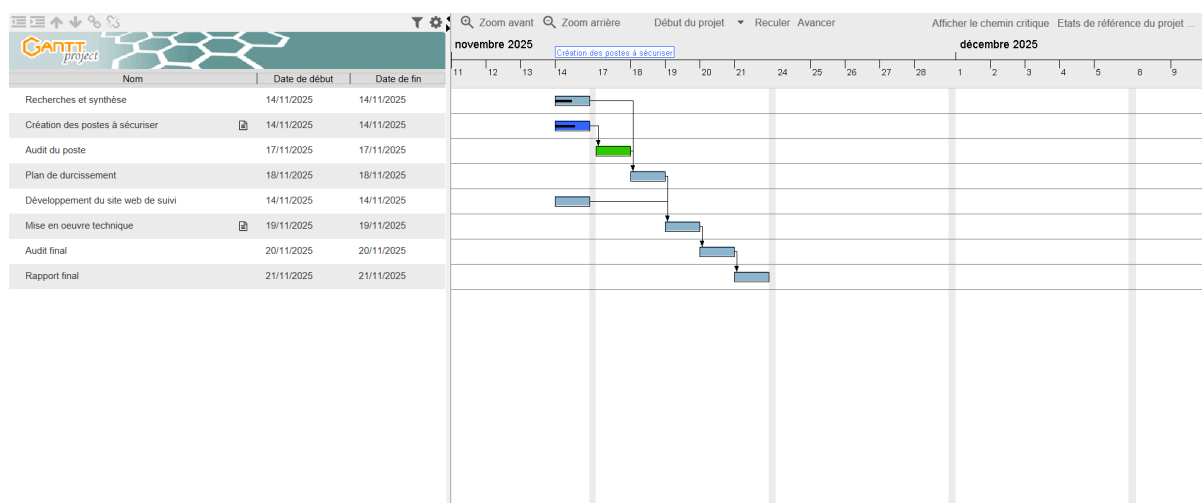 Zoom avant Zoom arrière Début du projet Reculer Avancer Afficher le chemin critique Etats de référence du projet ...
GANTT
project
novembre 2025 décembre 2025
Création des postes à sécuriser
11 12 13 14 17 18 19 20 21 24 25 26 27 28 1 2 3 4 5 8 9
Nom Date de début Date de fin
Recherches et synthèse 14/11/2025 14/11/2025
Création des postes à sécuriser 14/11/2025 14/11/2025
Audit du poste 17/11/2025 17/11/2025
Plan de durcissement 18/11/2025 18/11/2025
Développement du site web de suivi 14/11/2025 14/11/2025
Mise en oeuvre technique 19/11/2025 19/11/2025
Audit final 20/11/2025 20/11/2025
Rapport final 21/11/2025 21/11/2025